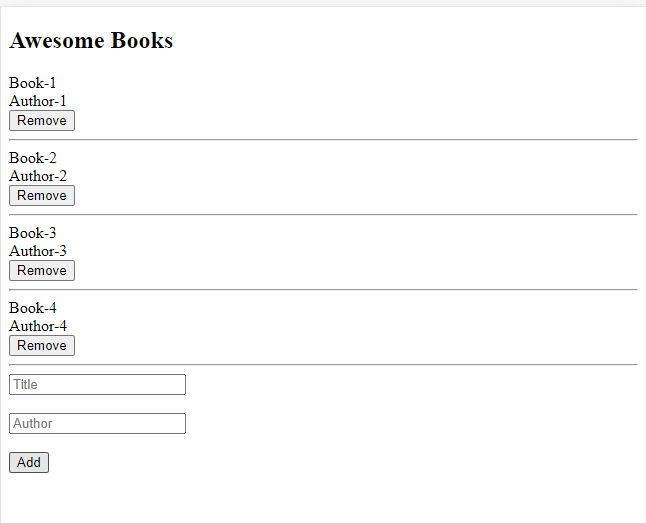 Awesome Books
Book-1
Author-1
Remove
Book-2
Author-2
Remove
Book-3
Author-3
Remove
Book-4
Author-4
Remove
Title
Author
Add